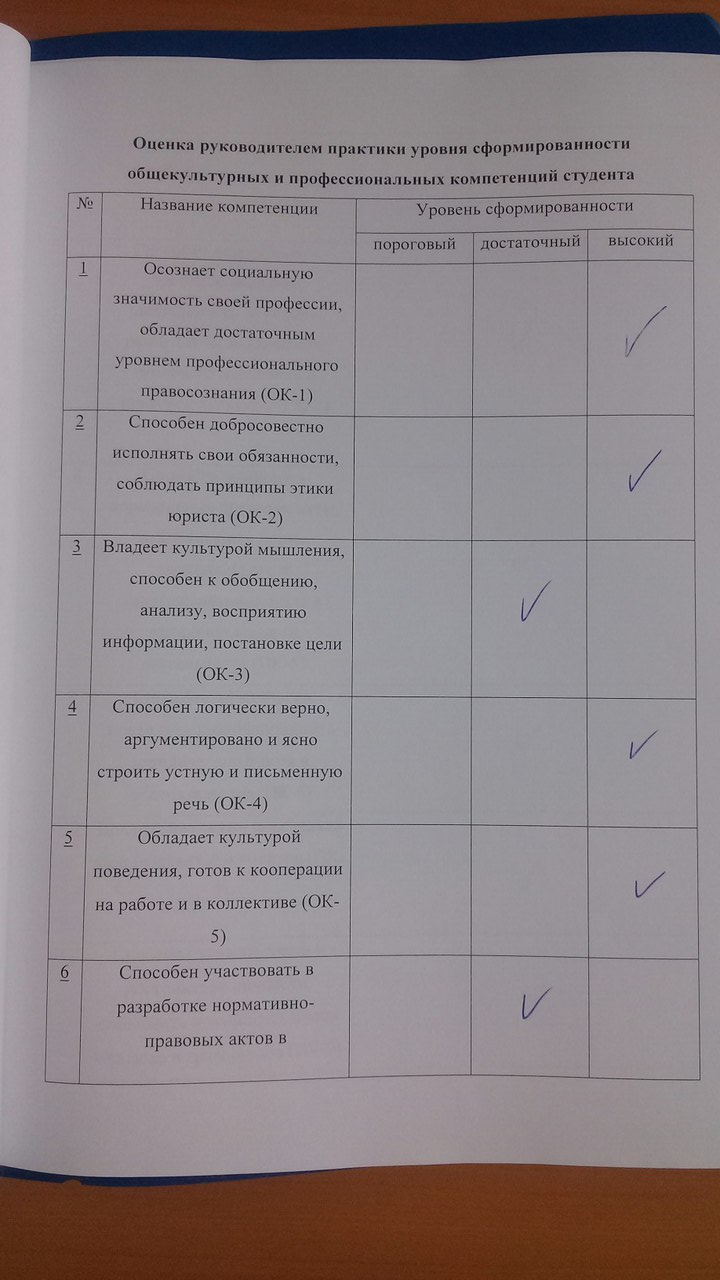 Оценка руководителем практики уровня сформированности
общекультурных и профессиональных компетенций студента
№ Название компетенции Уровень сформированности
пороговый достаточный высокий
1 Осознает социальную
значимость своей профессии,
обладает достаточным
уровнем профессионального
правосознания (ОК-1)
2 Способен добросовестно
исполнять свои обязанности,
соблюдать принципы этики
юриста (ОК-2)
3 Владеет культурой мышления,
способен к обобщению,
анализу, восприятию
информации, постановке цели
(ОК-3)
4 Способен логически верно,
аргументировано и ясно
строить устную и письменную
речь (ОК-4)
5 Обладает культурой
поведения, готов к кооперации
на работе и в коллективе (ОК-
5)
6 Способен участвовать в
разработке нормативно-
правовых актов в